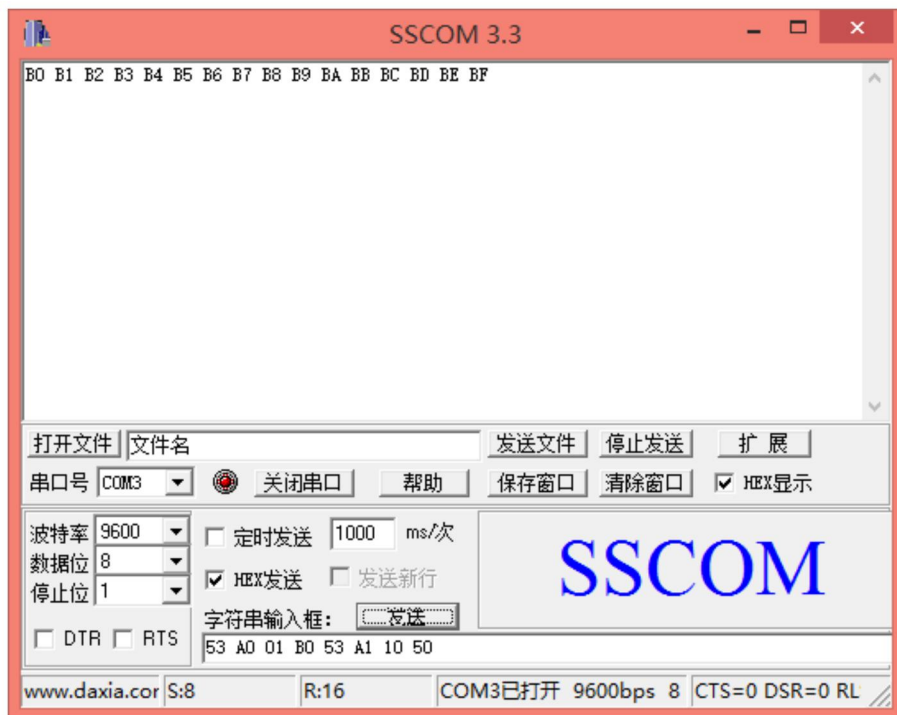 SSCOM 3.3
B0 B1 B2 B3 B4 B5 B6 B7 B8 B9 BA BB BC BD BE BF
打开文件 文件名 发送文件 停止发送 扩 展
串口号 COM3 关闭串口 帮助 保存窗口 清除窗口 HEX显示
波特率 9600 定时发送 1000 ms/次
数据位 8 HEX发送 发送新行
停止位 1
字符串输入框： 发送
DTR RTS 53 A0 01 B0 53 A1 10 50
SSCOM
www.daxia.cor S:8 R:16 COM3已打开 9600bps 8 CTS=0 DSR=0 RL